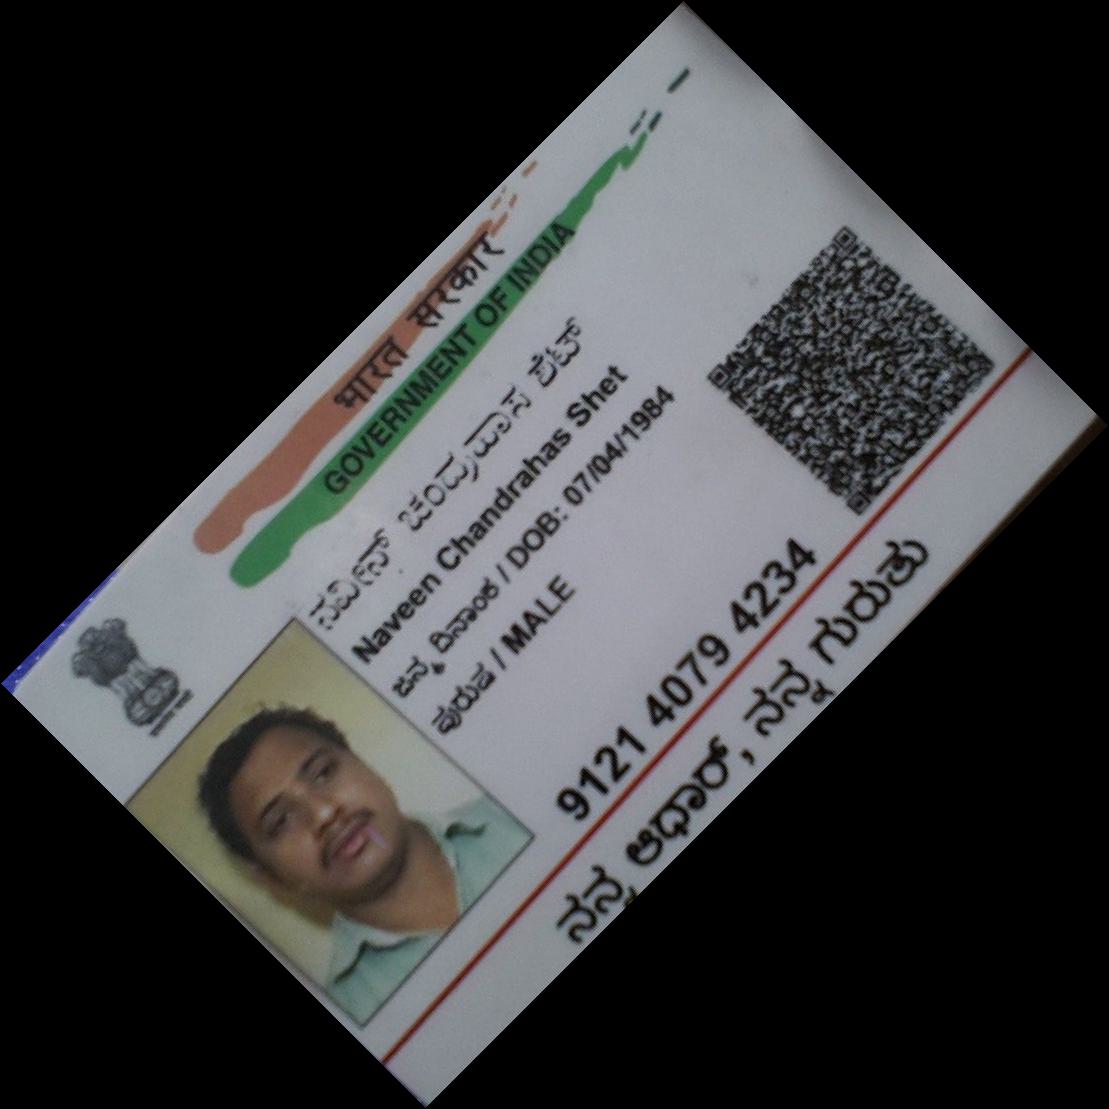 भारत सरकार
GOVERNMENT OF INDIA
ನವೀನ್ ಚಂದ್ರಹಾಸ ಶೆಟ್
Naveen Chandrahas Shet
ಜನ್ಮ ದಿನಾಂಕ / DOB: 07/04/1984
ಪುರುಷ / MALE
9121 4079 4234
ನನ್ನ ಆಧಾರ್, ನನ್ನ ಗುರುತು